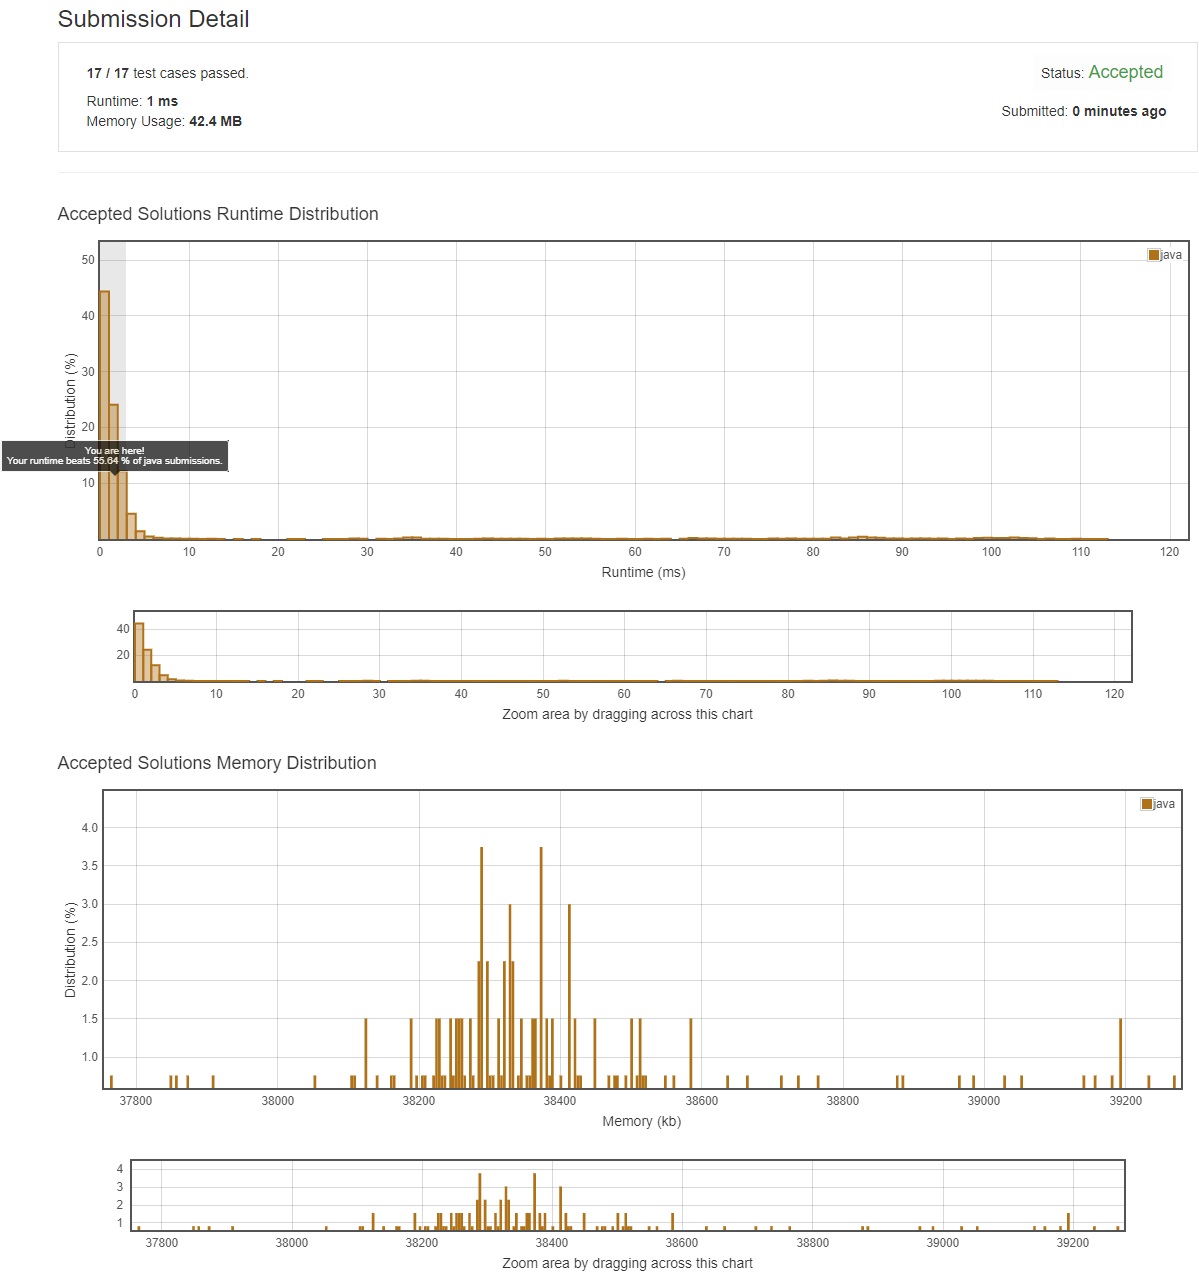 Submission Detail
17 / 17 test cases passed.
Status: Accepted
Runtime: 1 ms
Memory Usage: 42.4 MB
Submitted: 0 minutes ago
Accepted Solutions Runtime Distribution
java
50
40
30
20
10
Distribution (%)
You are here!
Your runtime beats 55.64 % of java submissions.
0 10 20 30 40 50 60 70 80 90 100 110 120
Runtime (ms)
40
20
0 10 20 30 40 50 60 70 80 90 100 110 120
Zoom area by dragging across this chart
Accepted Solutions Memory Distribution
java
4.0
3.5
3.0
2.5
2.0
1.5
1.0
Distribution (%)
37800 38000 38200 38400 38600 38800 39000 39200
Memory (kb)
4
3
2
1
37800 38000 38200 38400 38600 38800 39000 39200
Zoom area by dragging across this chart